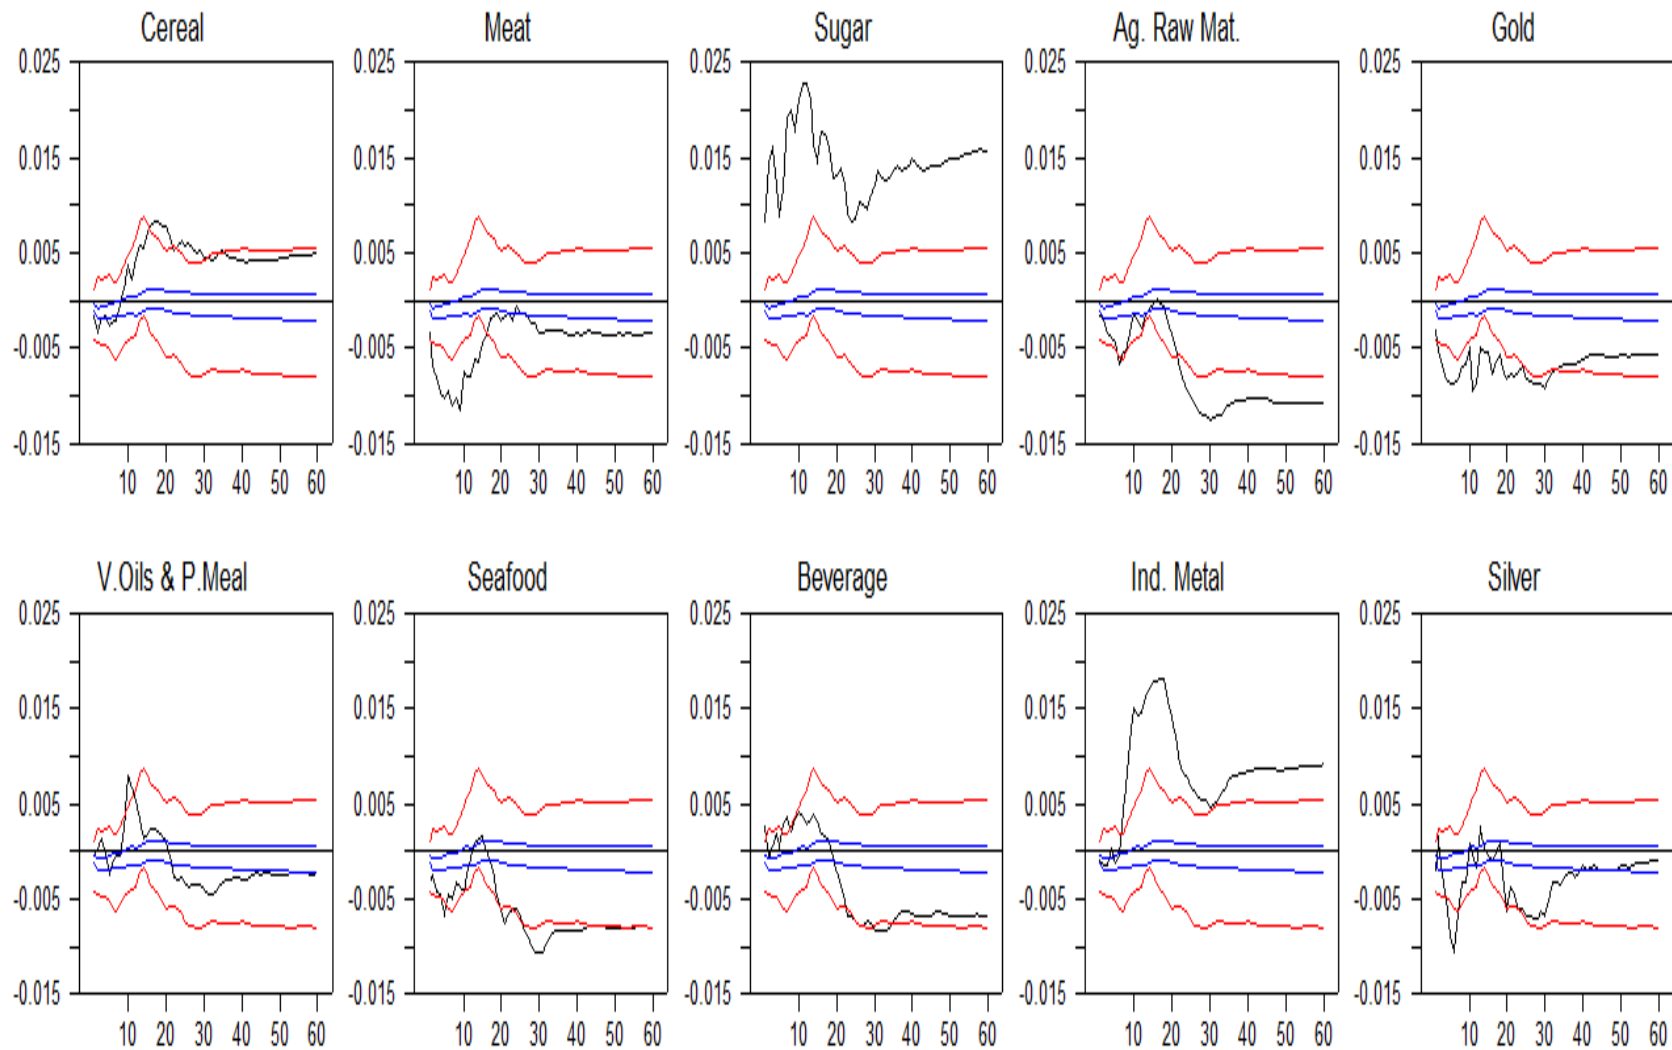 Cereal Meat Sugar Ag. Raw Mat. Gold
0.025 0.025 0.025 0.025 0.025
0.015 0.015 0.015 0.015 0.015
0.005 0.005 0.005 0.005 0.005
-0.005 -0.005 -0.005 -0.005 -0.005
-0.015 -0.015 -0.015 -0.015 -0.015
10 20 30 40 50 60 10 20 30 40 50 60 10 20 30 40 50 60 10 20 30 40 50 60 10 20 30 40 50 60
V.Oils & P.Meal Seafood Beverage Ind. Metal Silver
0.025 0.025 0.025 0.025 0.025
0.015 0.015 0.015 0.015 0.015
0.005 0.005 0.005 0.005 0.005
-0.005 -0.005 -0.005 -0.005 -0.005
-0.015 -0.015 -0.015 -0.015 -0.015
10 20 30 40 50 60 10 20 30 40 50 60 10 20 30 40 50 60 10 20 30 40 50 60 10 20 30 40 50 60